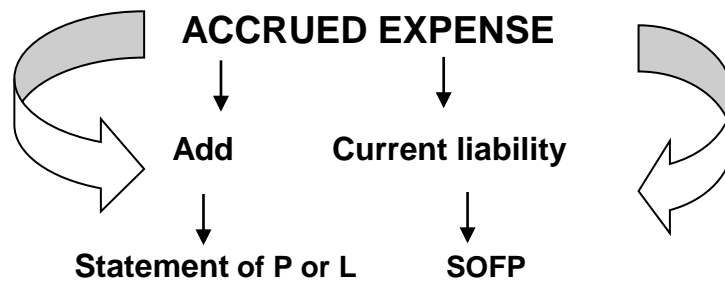 ACCRUED EXPENSE
Add Current liability
Statement of P or L SOFP